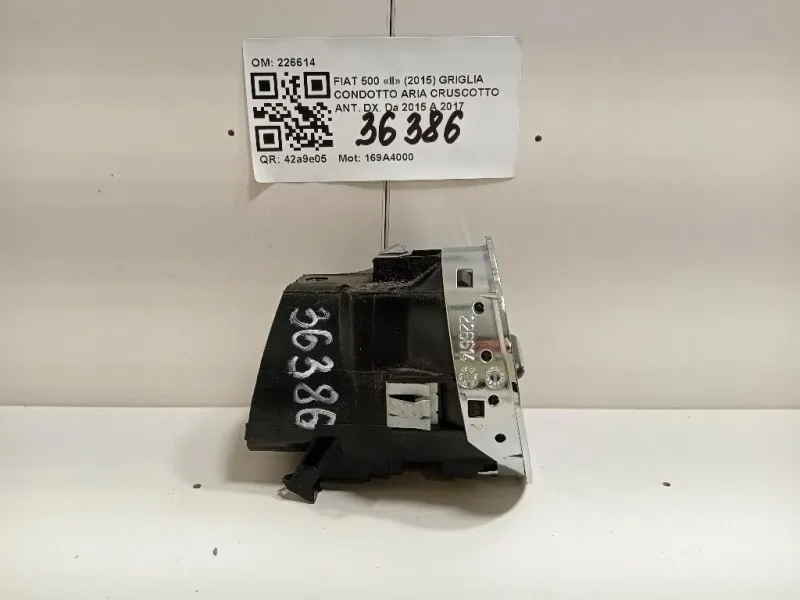 OM: 226614
FIAT 500 «II» (2015) GRIGLIA
CONDOTTO ARIA CRUSCOTTO
ANT. DX. Da 2015 A 2017
36386
QR: 42a9e05 Mot: 169A4000
36386
226614